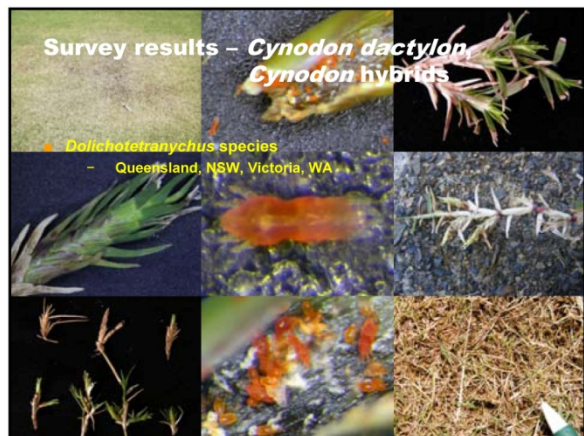 Survey results – Cynodon dactylon,
Cynodon hybrids
Dolichotetranychus species
– Queensland, NSW, Victoria, WA